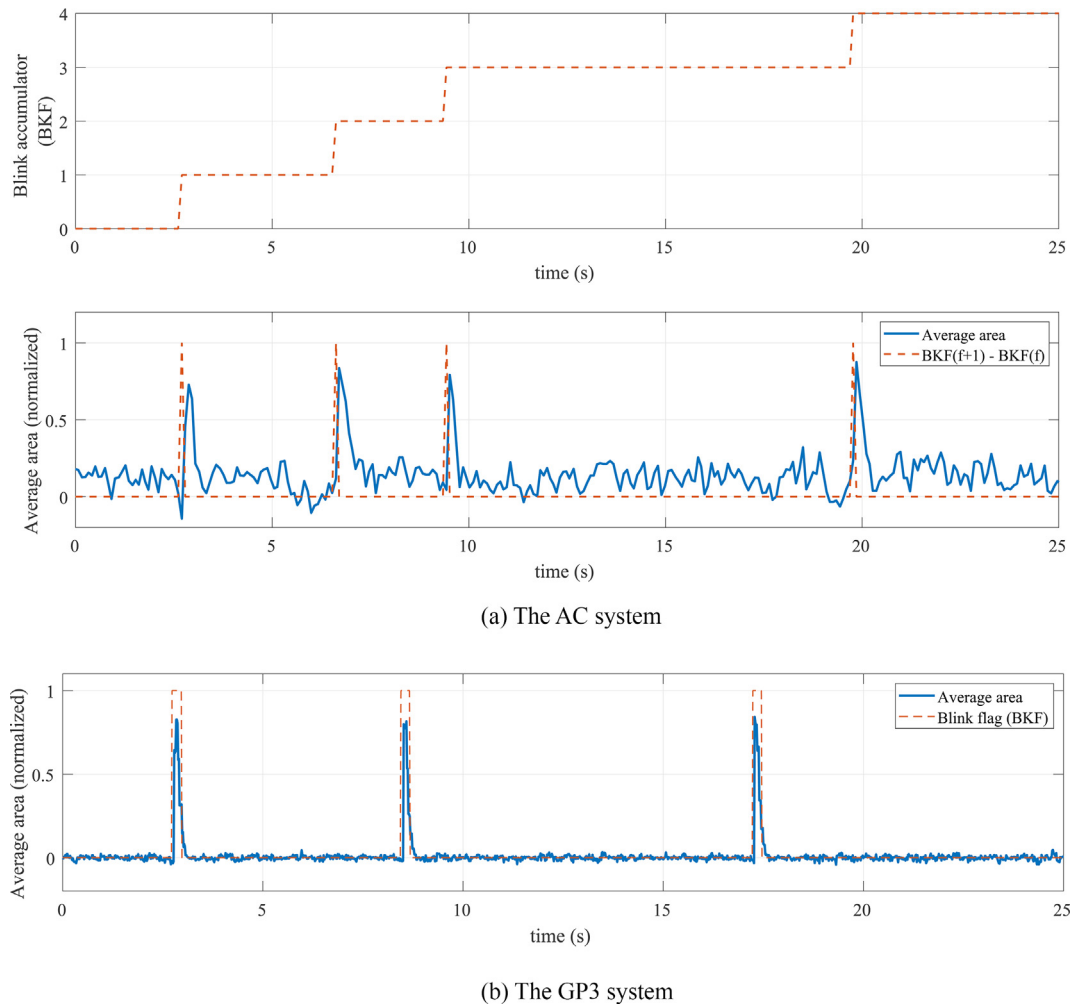 Blink accumulator
(BKF)
4
3
2
1
0
0 5 10 15 20 25
time (s)
Average area (normalized)
1
0.5
0
Average area
BKF(f+1) - BKF(f)
0 5 10 15 20 25
time (s)
(a) The AC system
Average area (normalized)
1
0.5
0
Average area
Blink flag (BKF)
0 5 10 15 20 25
time (s)
(b) The GP3 system